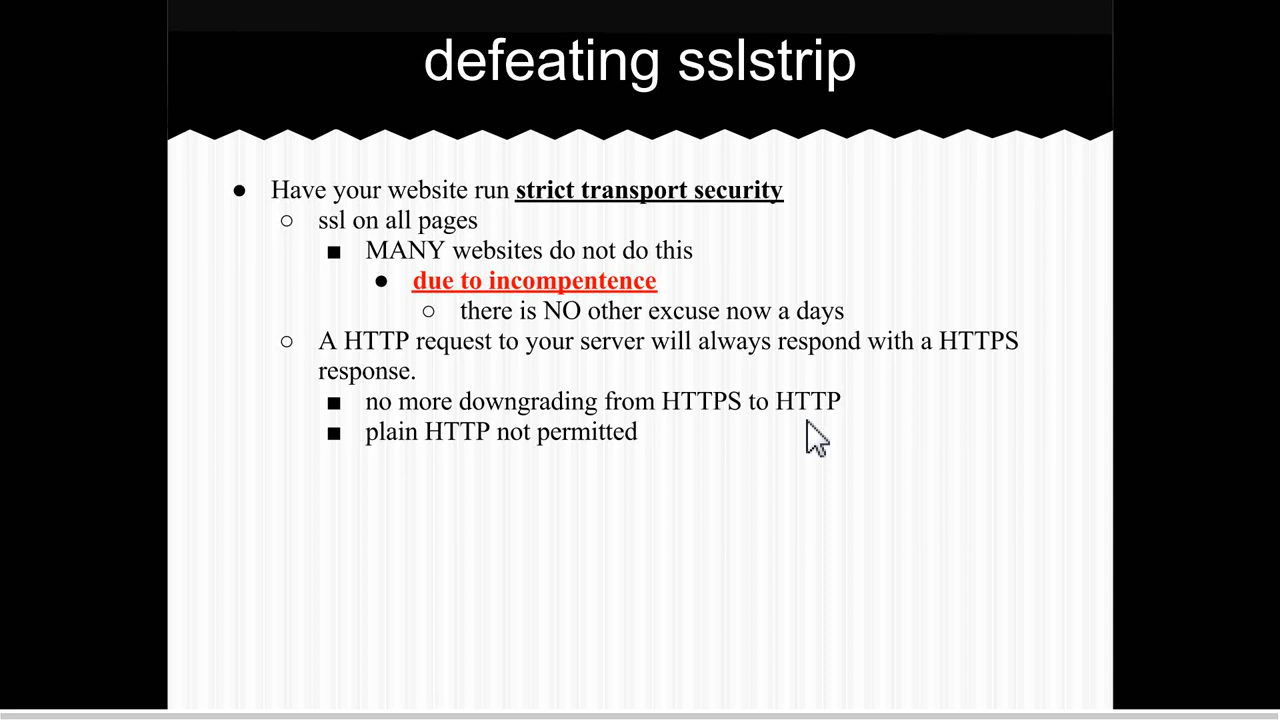 defeating sslstrip
● Have your website run strict transport security
○ ssl on all pages
■ MANY websites do not do this
● due to incompentence
○ there is NO other excuse now a days
○ A HTTP request to your server will always respond with a HTTPS
response.
■ no more downgrading from HTTPS to HTTP
■ plain HTTP not permitted